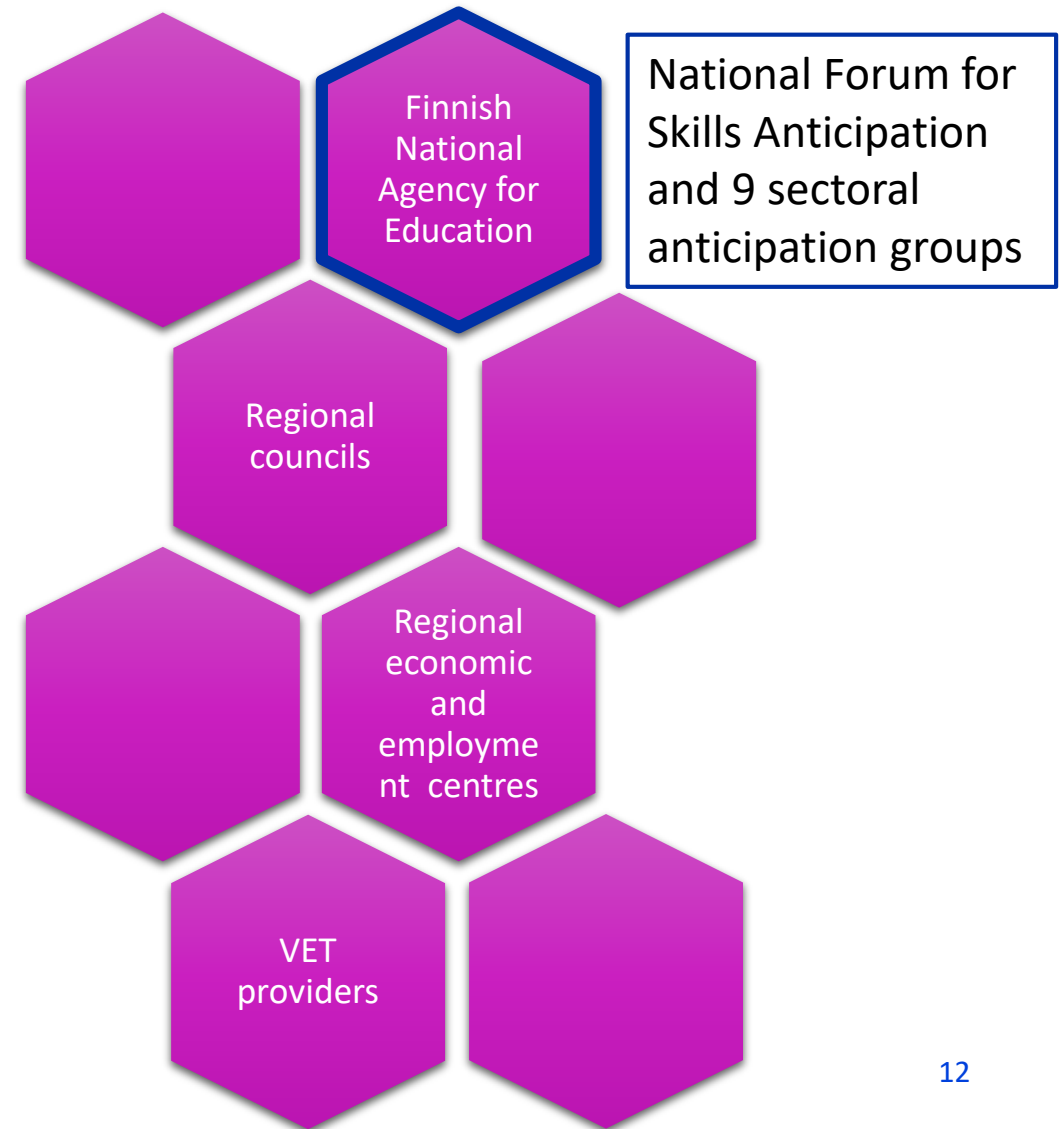 Finnish
National
Agency for
Education
National Forum for
Skills Anticipation
and 9 sectoral
anticipation groups
Regional
councils
Regional
economic
and
employme
nt centres
VET
providers
12